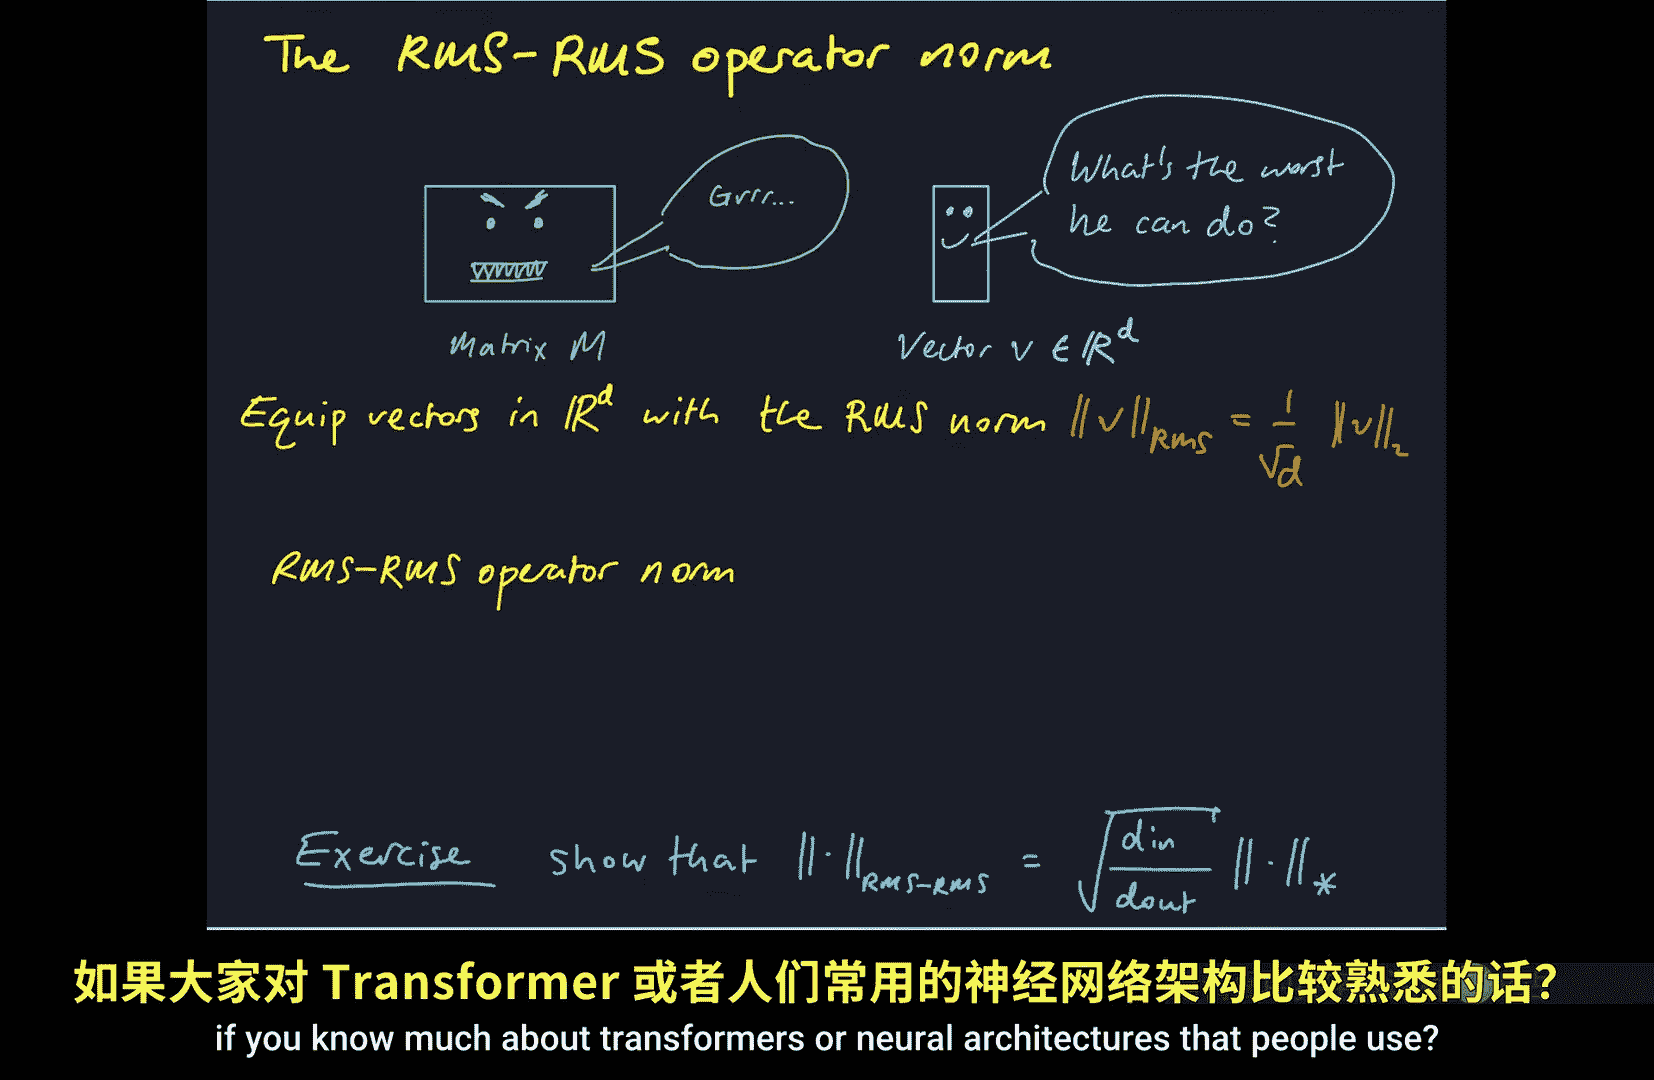 The RMS-RMS operator norm
Grrr...
What's the worst
he can do?
Matrix M
Vector v ∈ ℝ^d
Equip vectors in ℝ^d with the RMS norm ||v||_RMS = 1/√d ||v||_2
RMS-RMS operator norm
Exercise show that ||·||_RMS-RMS = √(din/dout) ||·||_*
如果大家对 Transformer 或者人们常用的神经网络架构比较熟悉的话?
if you know much about transformers or neural architectures that people use?